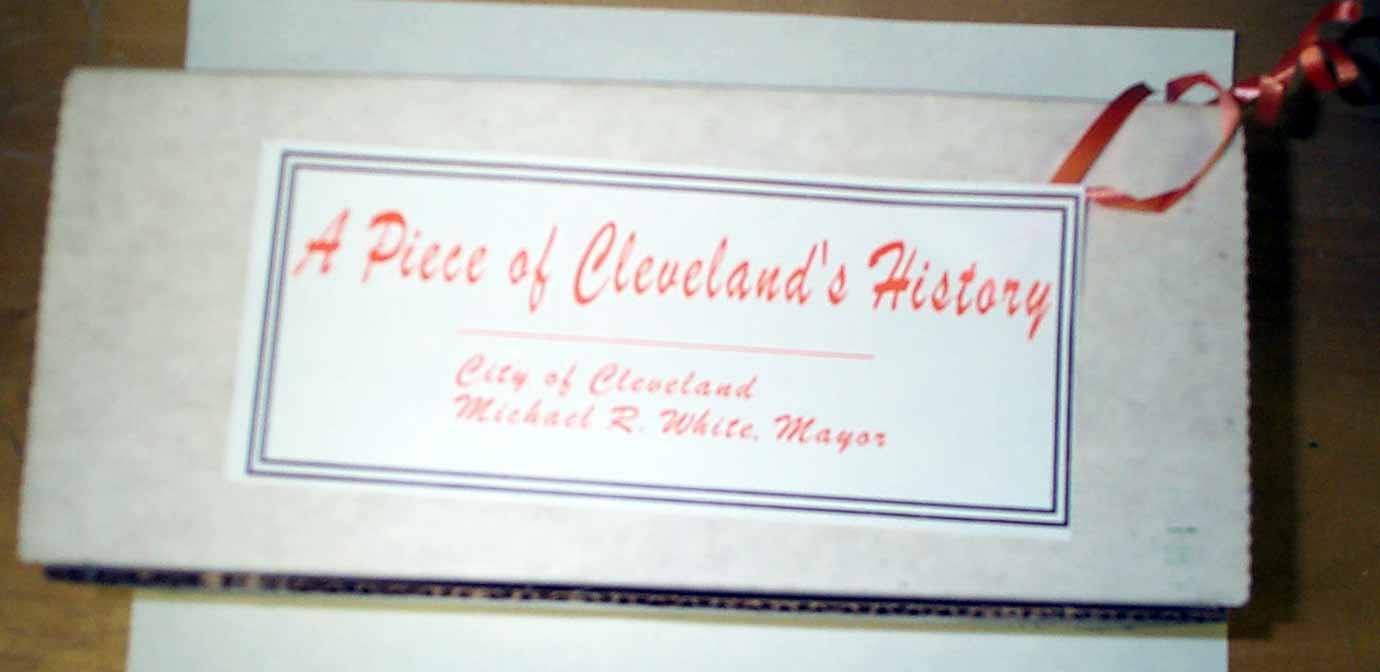 A Piece of Cleveland's History
City of Cleveland
Michael R. White, Mayor